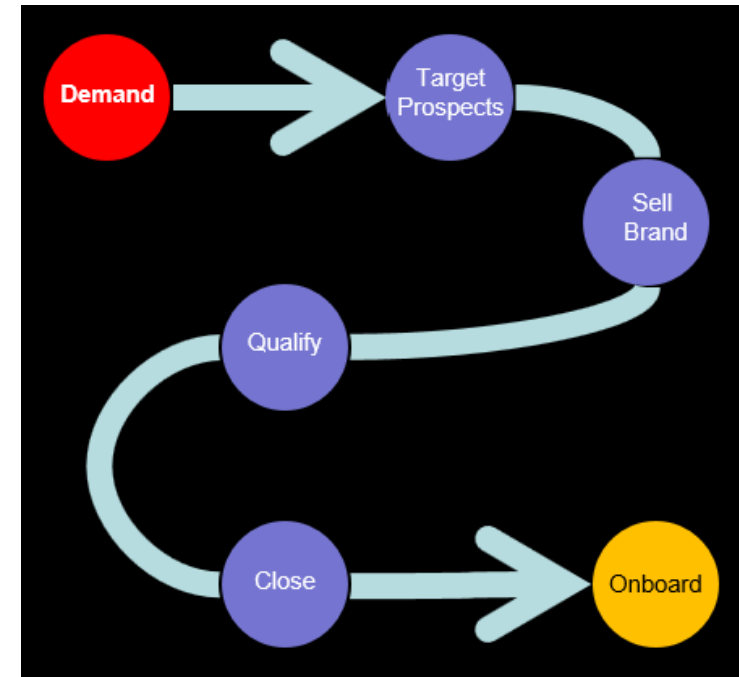 Demand
Target
Prospects
Sell
Brand
Qualify
Close
Onboard